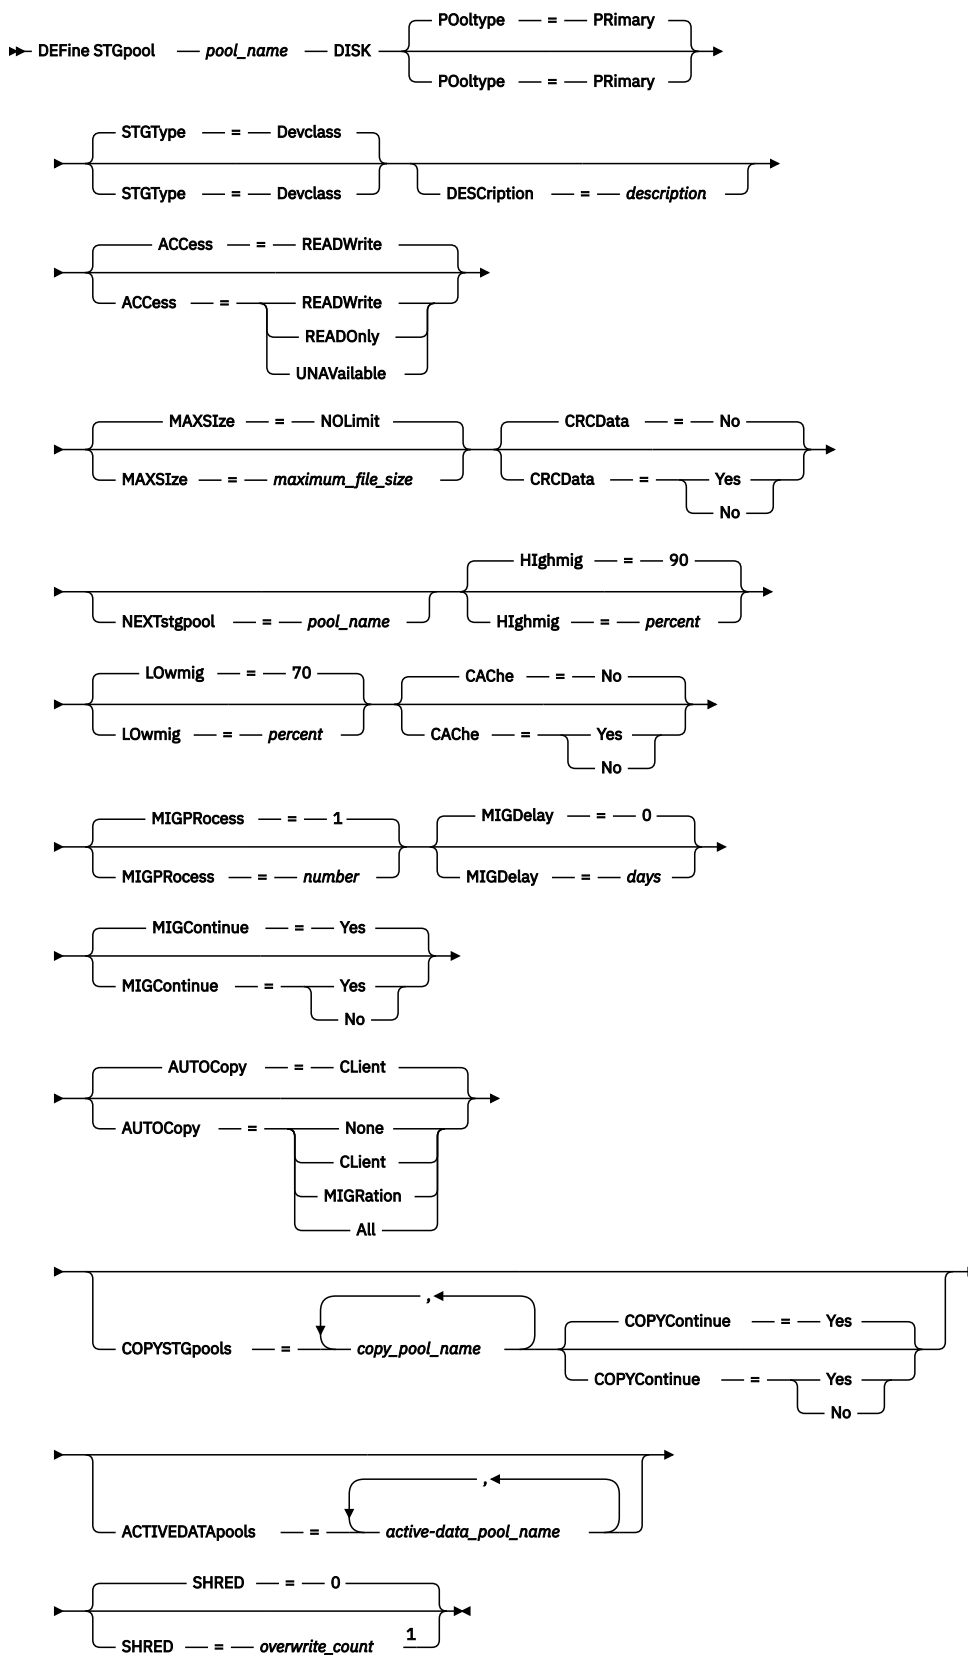 POoltype = PRimary
DEFine STGpool pool_name DISK
POoltype = PRimary
STGType = Devclass
STGType = Devclass
DESCription = description
ACCess = READWrite
ACCess = READWrite
READOnly
UNAVailable
MAXSIze = NOLimit
MAXSIze = maximum_file_size
CRCData = No
CRCData = Yes
No
NEXTstgpool = pool_name
HIghmig = 90
HIghmig = percent
LOwmig = 70
LOwmig = percent
CAChe = No
CAChe = Yes
No
MIGPRocess = 1
MIGPRocess = number
MIGDelay = 0
MIGDelay = days
MIGContinue = Yes
MIGContinue = Yes
No
AUTOCopy = CLient
AUTOCopy = None
CLient
MIGRation
All
,
COPYSTGpools = copy_pool_name
COPYContinue = Yes
COPYContinue = Yes
No
,
ACTIVEDATApools = active-data_pool_name
SHRED = 0
SHRED = overwrite_count 1